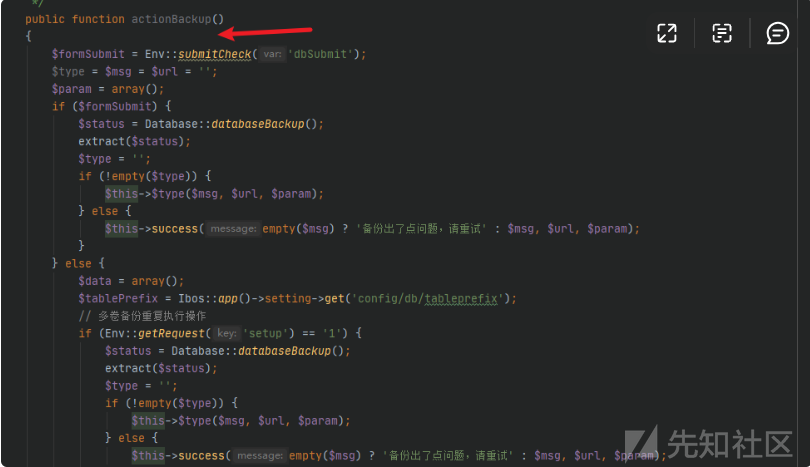 */
public function actionBackup()
{
$formSubmit = Env::submitCheck( var: 'dbSubmit');
$type = $msg = $url = '';
$param = array();
if ($formSubmit) {
$status = Database::databaseBackup();
extract($status);
$type = '';
if (!empty($type)) {
$this->$type($msg, $url, $param);
} else {
$this->success( message: empty($msg) ? '备份出了点问题，请重试' : $msg, $url, $param);
}
} else {
$data = array();
$tablePrefix = Ibos::app()->setting->get('config/db/tableprefix');
// 多卷备份重复执行操作
if (Env::getRequest( key: 'setup') == '1') {
$status = Database::databaseBackup();
extract($status);
$type = '';
if (!empty($type)) {
$this->$type($msg, $url, $param);
} else {
$this->success( message: empty($msg) ? '备份出了点问题，请重试' : $msg, $url, $param);
先知社区